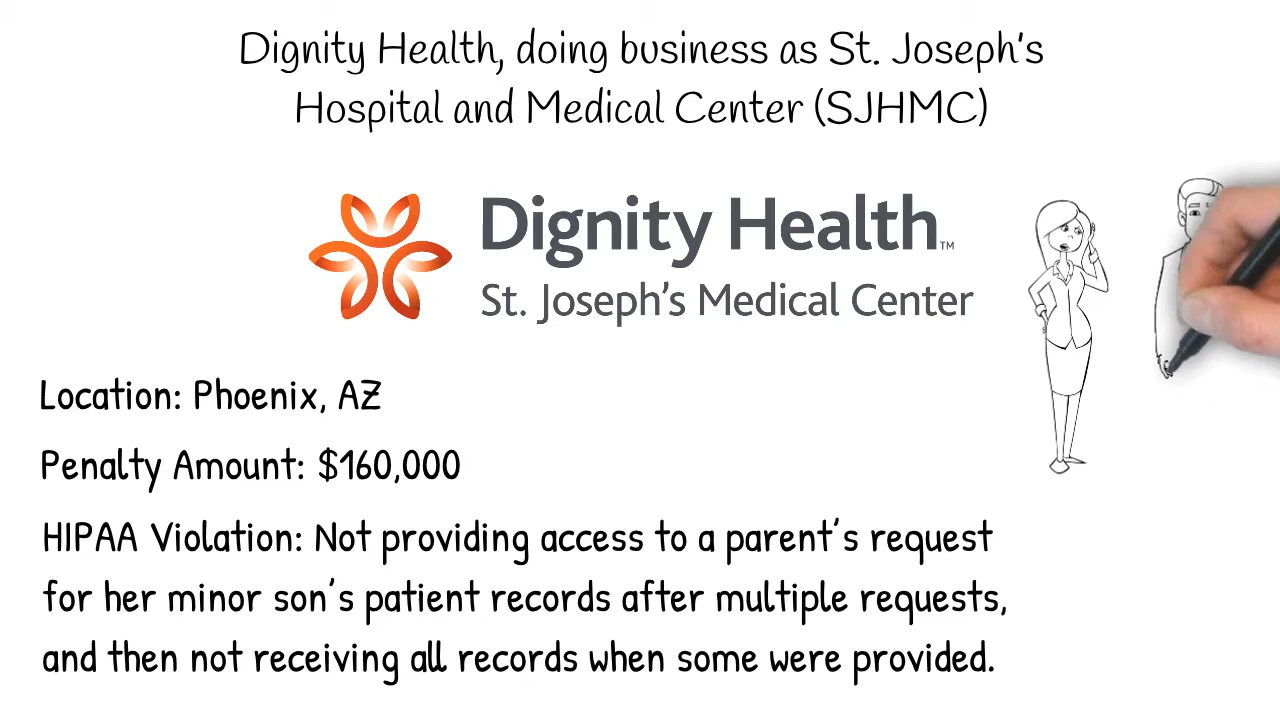 Dignity Health, doing business as St. Joseph's
Hospital and Medical Center (SJHMC)
Dignity Health™
St. Joseph's Medical Center
Location: Phoenix, AZ
Penalty Amount: $160,000
HIPAA Violation: Not providing access to a parent's request
for her minor son's patient records after multiple requests,
and then not receiving all records when some were provided.